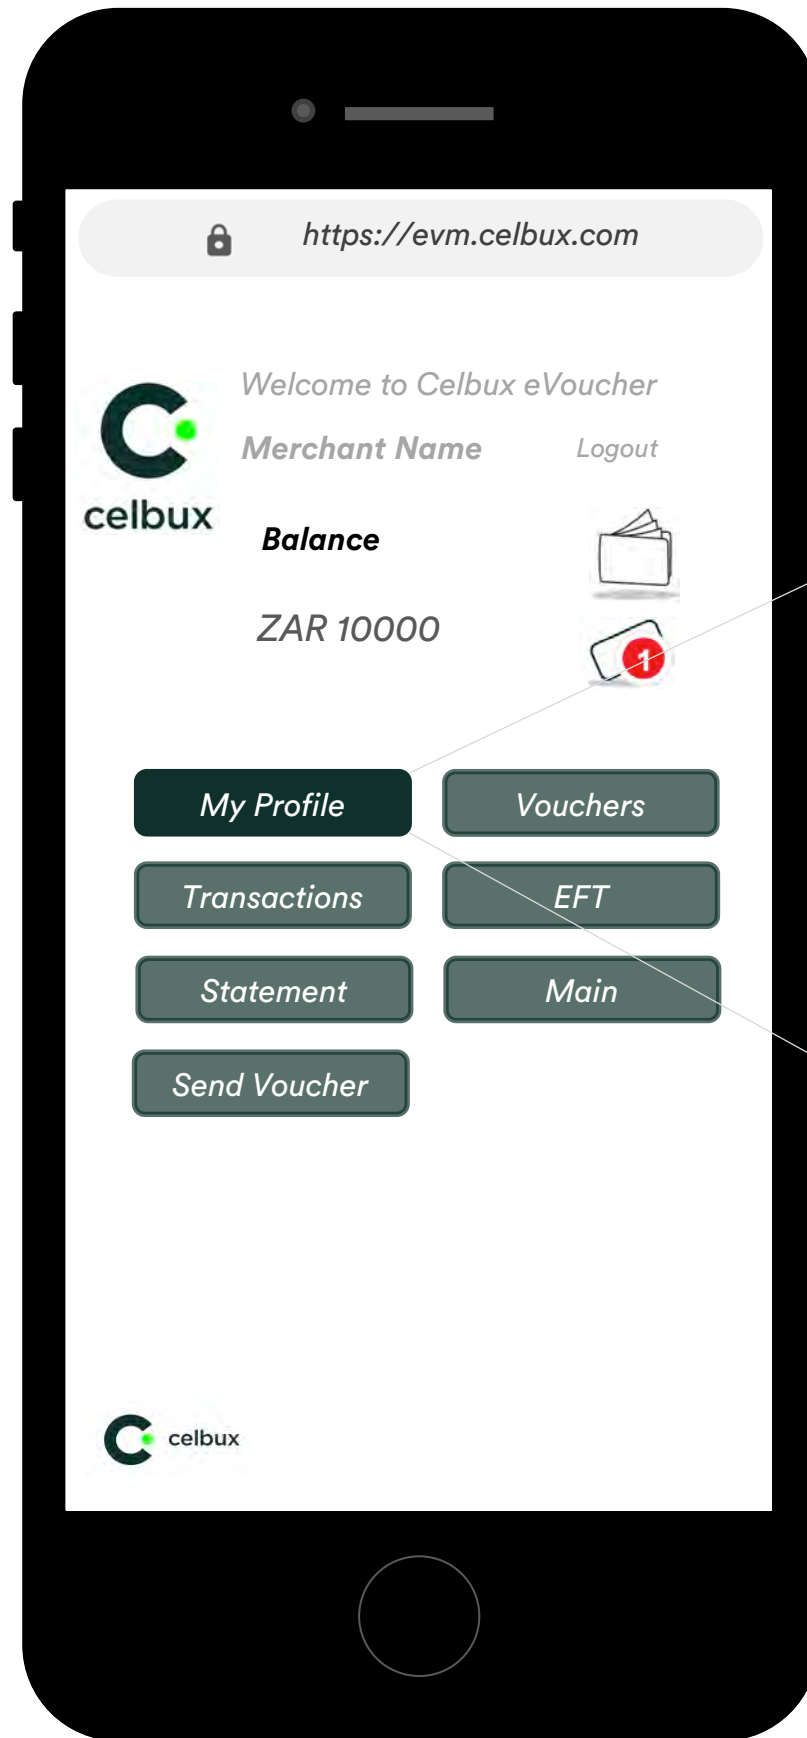 https://evm.celbux.com
Welcome to Celbux eVoucher
Merchant Name Logout
celbux
Balance
ZAR 10000
1
My Profile Vouchers
Transactions EFT
Statement Main
Send Voucher
celbux